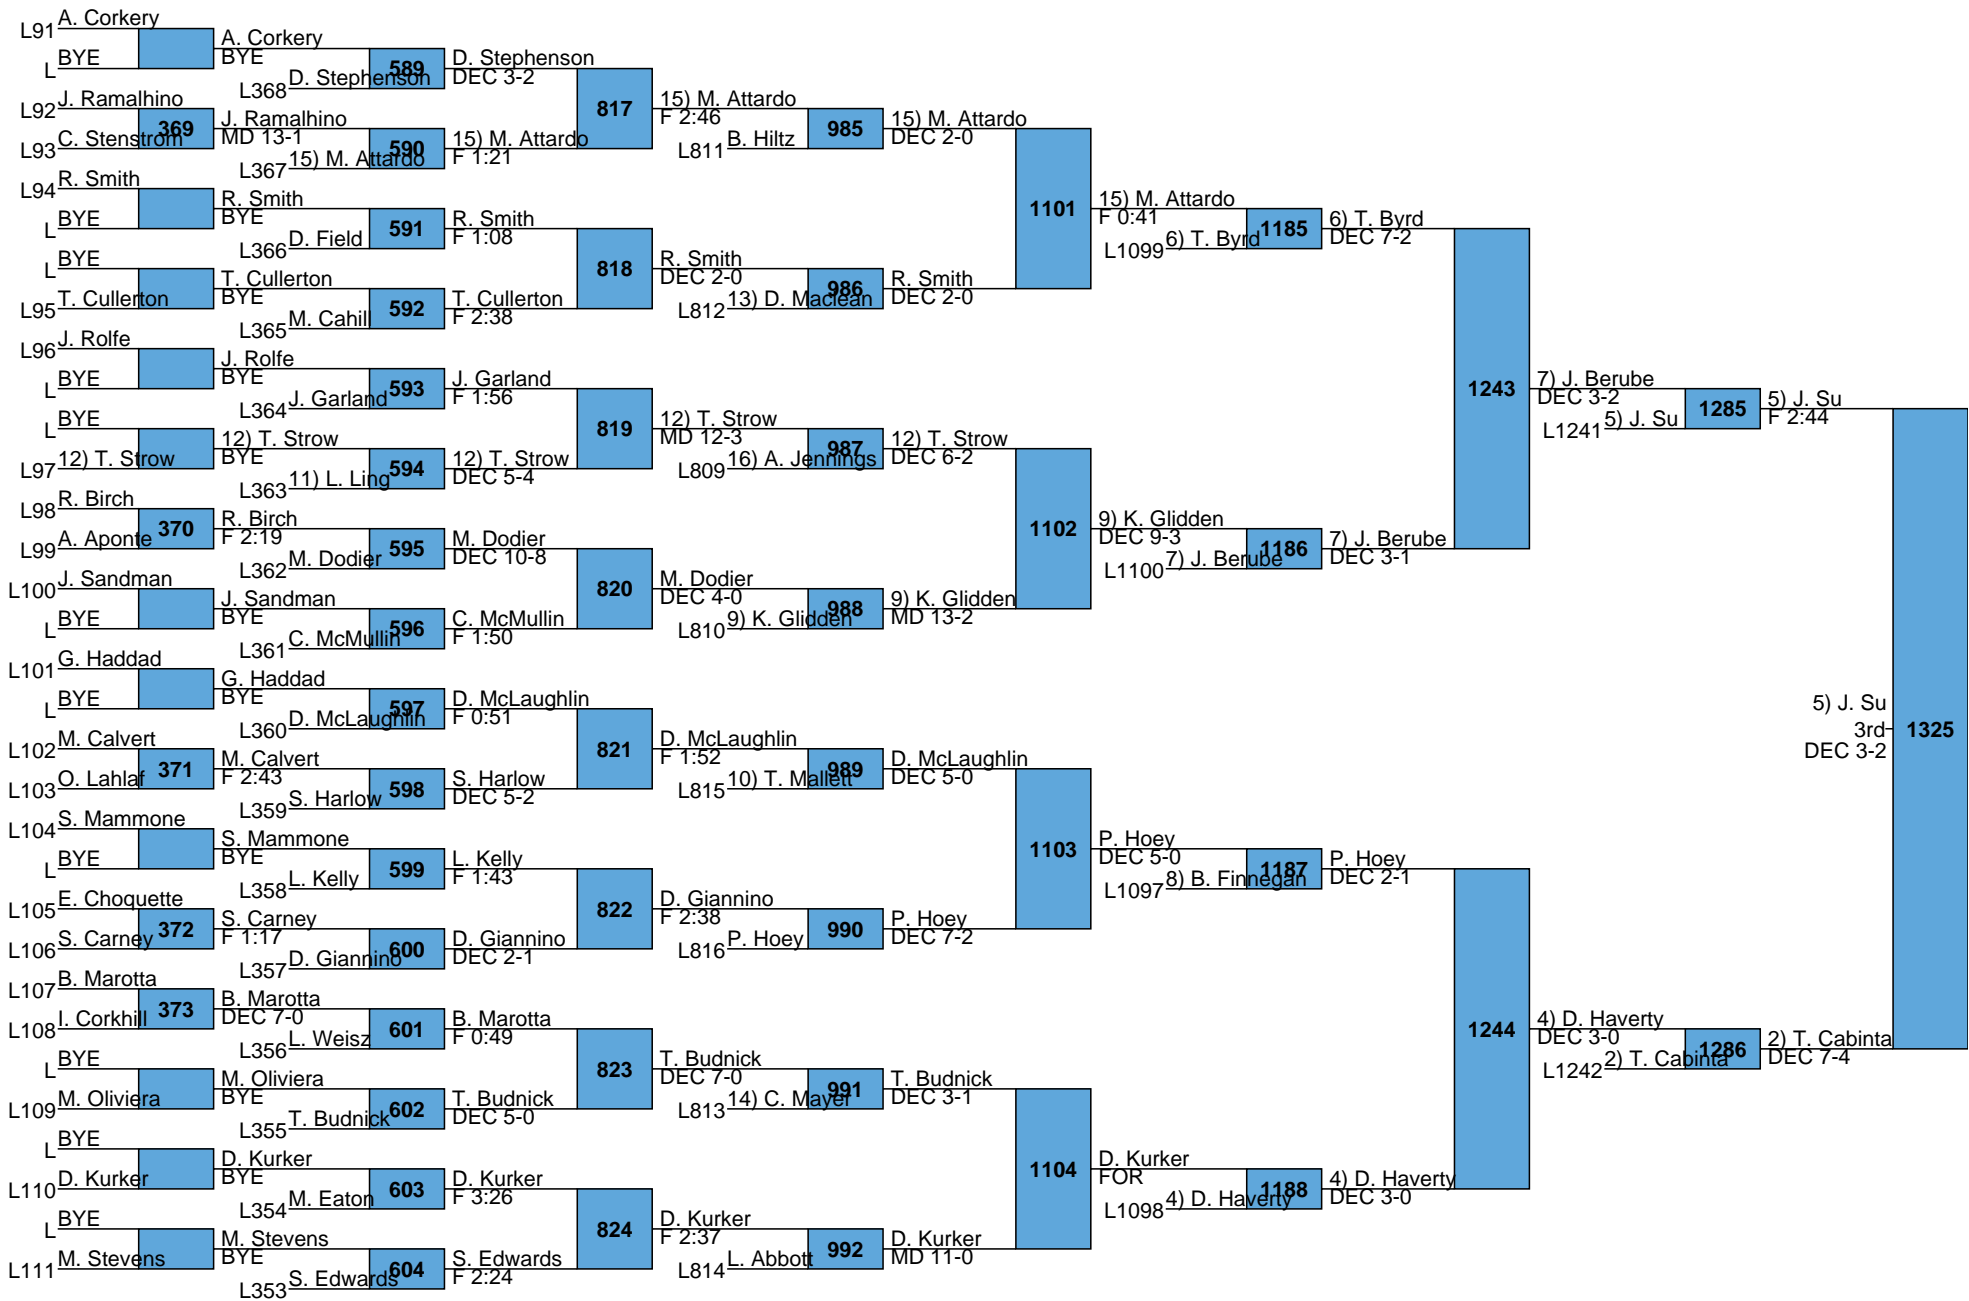 L91 A. Corkery
L BYE
A. Corkery
BYE
L368 D. Stephenson
589
D. Stephenson
DEC 3-2
L92 J. Ramalhino
L93 C. Stenstrom
369
J. Ramalhino
MD 13-1
L367 15) M. Attardo
590
15) M. Attardo
F 1:21
817
15) M. Attardo
F 2:46
L811 B. Hiltz
985
15) M. Attardo
DEC 2-0
L94 R. Smith
L BYE
R. Smith
BYE
L366 D. Field
591
R. Smith
F 1:08
L BYE
L95 T. Cullerton
T. Cullerton
BYE
L365 M. Cahill
592
T. Cullerton
F 2:38
818
R. Smith
DEC 2-0
L812 13) D. Maclean
986
R. Smith
DEC 2-0
1101
15) M. Attardo
F 0:41
L1099 6) T. Byrd
1185
6) T. Byrd
DEC 7-2
L96 J. Rolfe
L BYE
J. Rolfe
BYE
L364 J. Garland
593
J. Garland
F 1:56
L BYE
L97 12) T. Strow
12) T. Strow
BYE
L363 11) L. Ling
594
12) T. Strow
DEC 5-4
819
12) T. Strow
MD 12-3
L809 16) A. Jennings
987
12) T. Strow
DEC 6-2
L98 R. Birch
L99 A. Aponte
370
R. Birch
F 2:19
L362 M. Dodier
595
M. Dodier
DEC 10-8
L100 J. Sandman
L BYE
J. Sandman
BYE
L361 C. McMullin
596
C. McMullin
F 1:50
820
M. Dodier
DEC 4-0
L810 9) K. Glidden
988
9) K. Glidden
MD 13-2
1102
9) K. Glidden
DEC 9-3
L1100 7) J. Berube
1186
7) J. Berube
DEC 3-1
1243
7) J. Berube
DEC 3-2
L1241 5) J. Su
1285
5) J. Su
F 2:44
L101 G. Haddad
L BYE
G. Haddad
BYE
L360 D. McLaughlin
597
D. McLaughlin
F 0:51
L102 M. Calvert
L103 O. Lahlaf
371
M. Calvert
F 2:43
L359 S. Harlow
598
S. Harlow
DEC 5-2
821
D. McLaughlin
F 1:52
L815 10) T. Mallett
989
D. McLaughlin
DEC 5-0
L104 S. Mammone
L BYE
S. Mammone
BYE
L358 L. Kelly
599
L. Kelly
F 1:43
L105 E. Choquette
L106 S. Carney
372
S. Carney
F 1:17
L357 D. Giannino
600
D. Giannino
DEC 2-1
822
D. Giannino
F 2:38
L816 P. Hoey
990
P. Hoey
DEC 7-2
1103
P. Hoey
DEC 5-0
L1097 8) B. Finnegan
1187
P. Hoey
DEC 2-1
L107 B. Marotta
L108 I. Corkhill
373
B. Marotta
DEC 7-0
L356 L. Weisz
601
B. Marotta
F 0:49
L BYE
L109 M. Oliviera
M. Oliviera
BYE
L355 T. Budnick
602
T. Budnick
DEC 5-0
823
T. Budnick
DEC 7-0
L813 14) C. Mayer
991
T. Budnick
DEC 3-1
L BYE
L110 D. Kurker
D. Kurker
BYE
L354 M. Eaton
603
D. Kurker
F 3:26
L BYE
L111 M. Stevens
M. Stevens
BYE
L353 S. Edwards
604
S. Edwards
F 2:24
824
D. Kurker
F 2:37
L814 L. Abbott
992
D. Kurker
MD 11-0
1104
D. Kurker
FOR
L1098 4) D. Haverty
1188
4) D. Haverty
DEC 3-0
1244
4) D. Haverty
DEC 3-0
L1242 2) T. Cabinta
1286
2) T. Cabinta
DEC 7-4
1325
5) J. Su
3rd
DEC 3-2